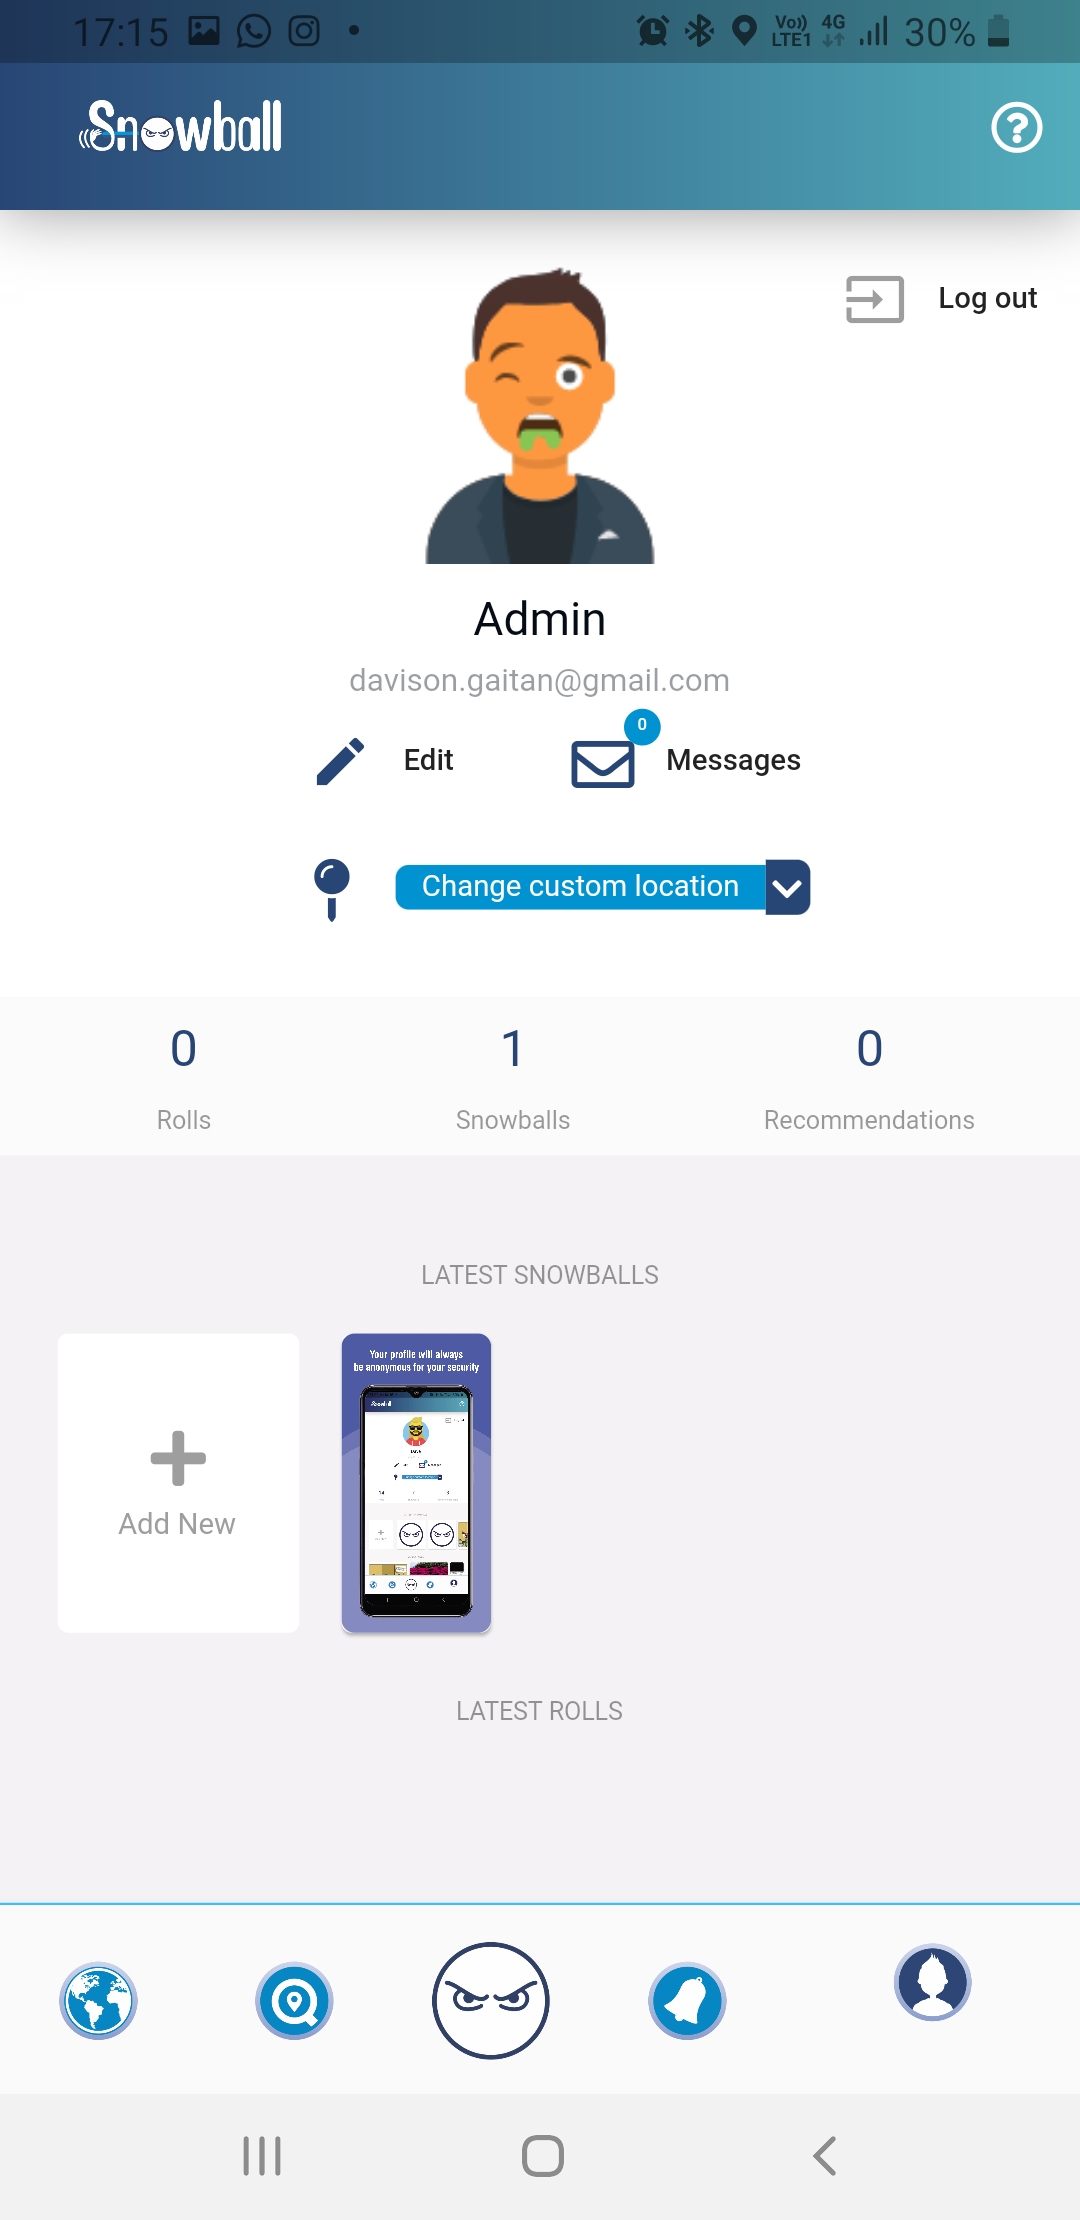 17:15 Vo)) LTE1 4G 30%
Snowball
Log out
Admin
davison.gaitan@gmail.com
Edit 0 Messages
Change custom location
0 1 0
Rolls Snowballs Recommendations
LATEST SNOWBALLS
Your profile will always
be anonymous for your security
Snowball
Add New
LATEST ROLLS